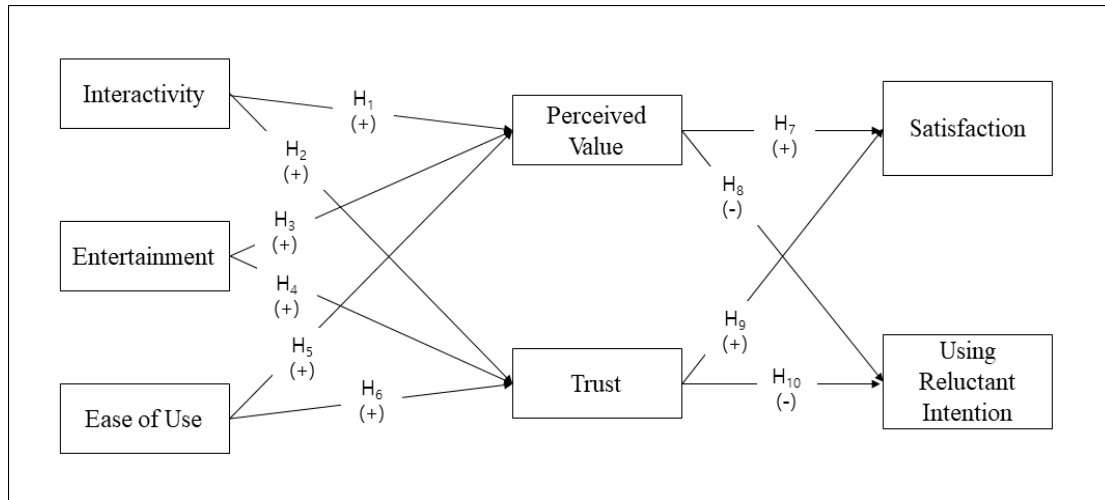 Interactivity
Entertainment
Ease of Use
H₁
(+)
H₂
(+)
H₃
(+)
H₄
(+)
H₅
(+)
H₆
(+)
Perceived
Value
Trust
H₇
(+)
H₈
(-)
H₉
(+)
H₁₀
(-)
Satisfaction
Using
Reluctant
Intention